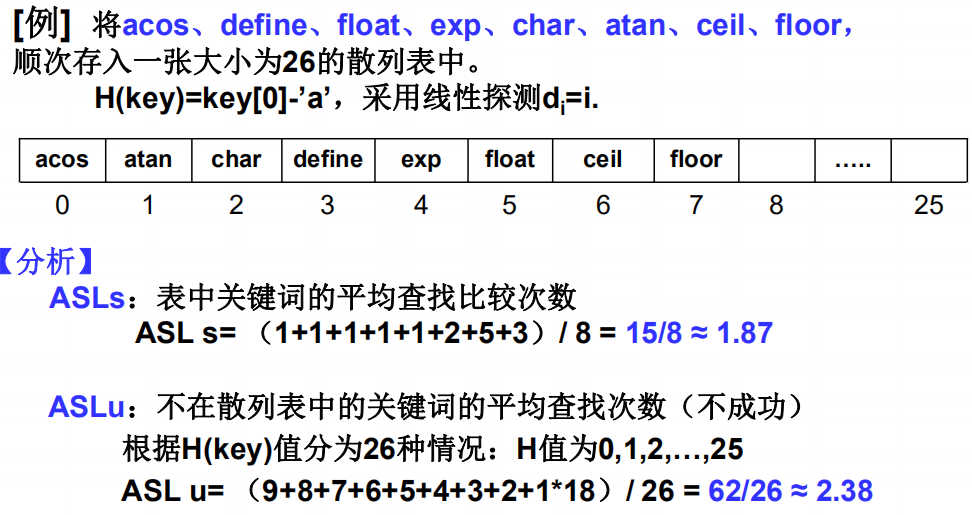 [例] 将acos、define、float、exp、char、atan、ceil、floor，
顺次存入一张大小为26的散列表中。
H(key)=key[0]-’a’，采用线性探测di=i.
acos atan char define exp float ceil floor …..
0 1 2 3 4 5 6 7 8 25
【分析】
ASLs：表中关键词的平均查找比较次数
ASL s= （1+1+1+1+1+2+5+3）/ 8 = 15/8 ≈ 1.87
ASLu：不在散列表中的关键词的平均查找次数（不成功）
根据H(key)值分为26种情况：H值为0,1,2,…,25
ASL u= （9+8+7+6+5+4+3+2+1*18）/ 26 = 62/26 ≈ 2.38